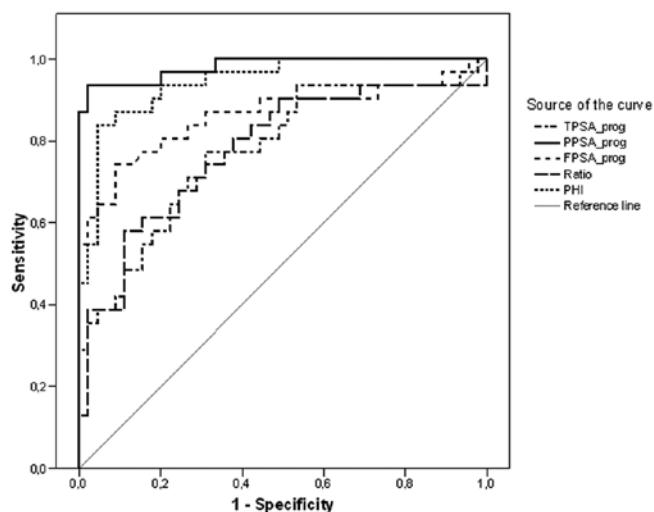 1,0
0,8
0,6
0,4
0,2
0,0
Sensitivity
0,0 0,2 0,4 0,6 0,8 1,0
1 - Specificity
Source of the curve
TPSA_prog
PPSA_prog
FPSA_prog
Ratio
PHI
Reference line